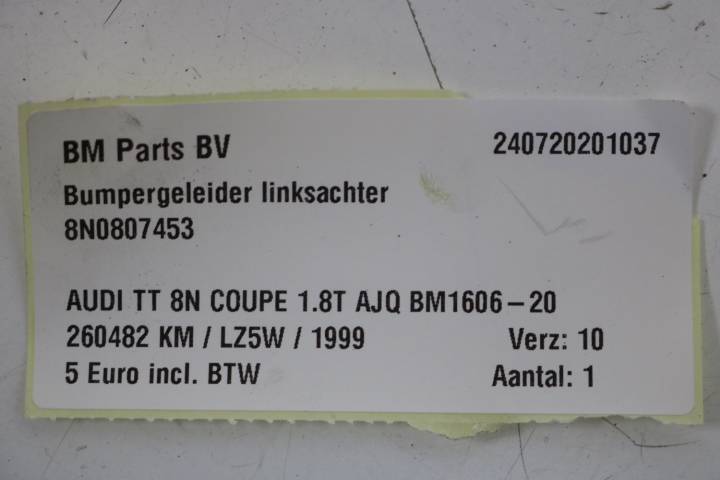 BM Parts BV 240720201037
Bumpergeleider linksachter
8N0807453
AUDI TT 8N COUPE 1.8T AJQ BM1606-20
260482 KM / LZ5W / 1999 Verz: 10
5 Euro incl. BTW Aantal: 1